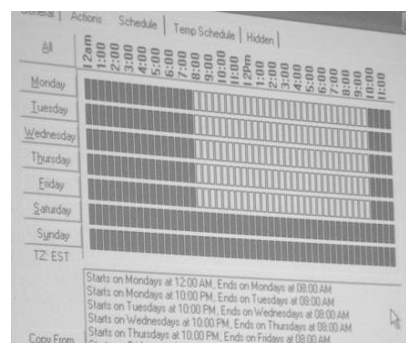 General Actions Schedule Temp Schedule Hidden
All 12am 1:00 2:00 3:00 4:00 5:00 6:00 7:00 8:00 9:00 10:00 11:00 12Pm 1:00 2:00 3:00 4:00 5:00 6:00 7:00 8:00 9:00 10:00 11:00
Monday
Tuesday
Wednesday
Thursday
Friday
Saturday
Sunday
TZ: EST
Starts on Mondays at 12:00 AM, Ends on Mondays at 08:00 AM
Starts on Mondays at 10:00 PM, Ends on Tuesdays at 08:00 AM
Starts on Tuesdays at 10:00 PM, Ends on Wednesdays at 08:00 AM
Starts on Wednesdays at 10:00 PM, Ends on Thursdays at 08:00 AM
Starts on Thursdays at 10:00 PM, Ends on Fridays at 08:00 AM
Copy From